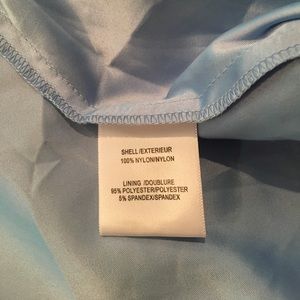 SHELL/EXTERIEUR
100% NYLON/NYLON
LINING /DOUBLURE
95% POLYESTER/POLYESTER
5% SPANDEX/SPANDEX